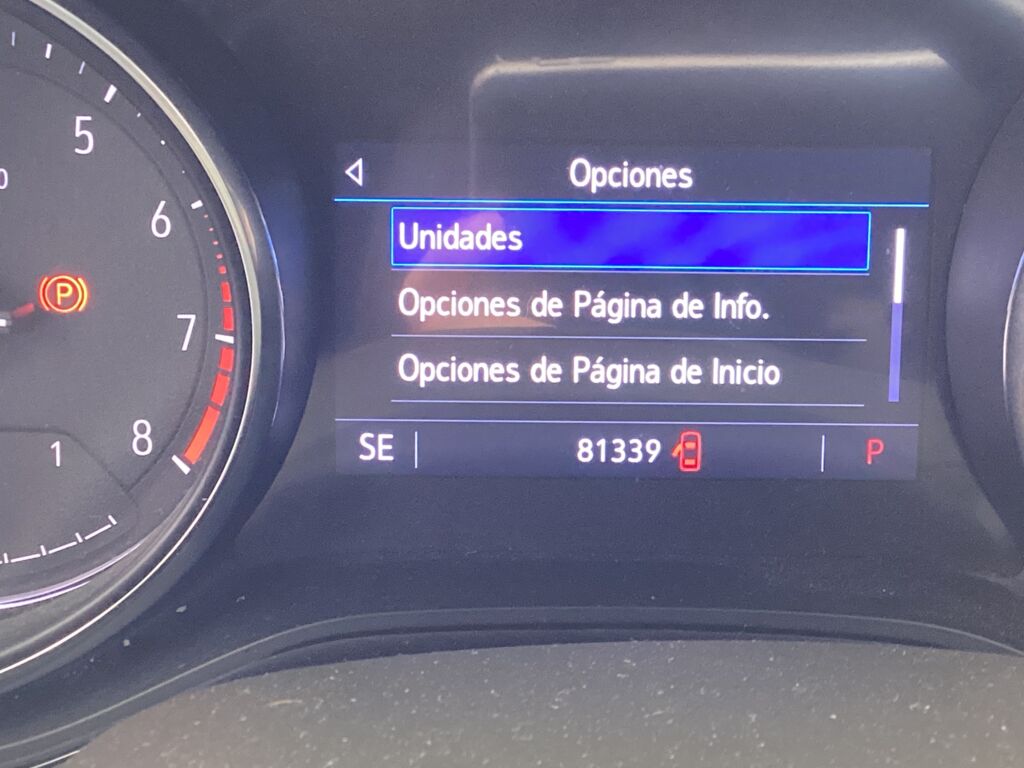 5
6
7
8
1
P
Opciones
Unidades
Opciones de Página de Info.
Opciones de Página de Inicio
SE 81339 P